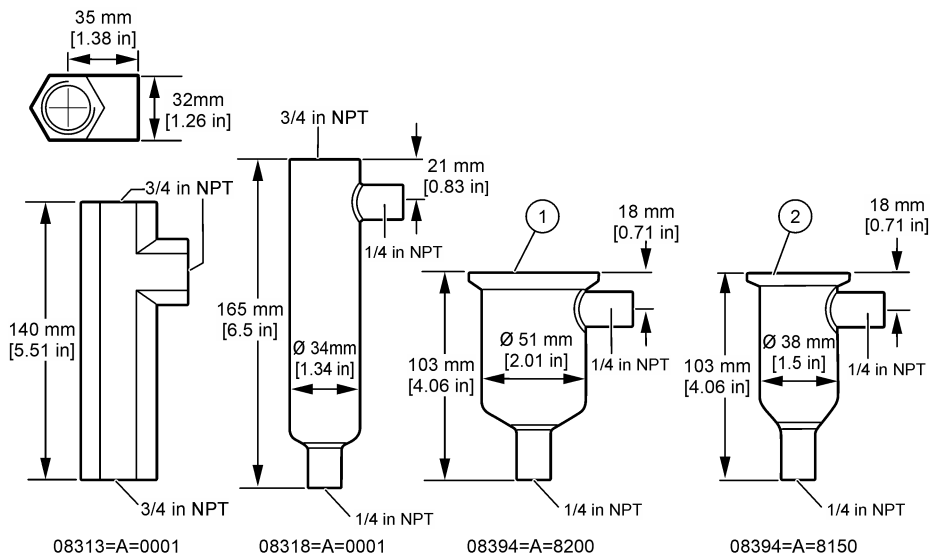 35 mm
[1.38 in]
32mm
[1.26 in]
3/4 in NPT
140 mm
[5.51 in]
3/4 in NPT
08313=A=0001
3/4 in NPT
21 mm
[0.83 in]
1/4 in NPT
165 mm
[6.5 in]
Ø 34mm
[1.34 in]
1/4 in NPT
08318=A=0001
1
18 mm
[0.71 in]
Ø 51 mm
[2.01 in]
103 mm
[4.06 in]
1/4 in NPT
1/4 in NPT
08394=A=8200
2
18 mm
[0.71 in]
Ø 38 mm
[1.5 in]
103 mm
[4.06 in]
1/4 in NPT
1/4 in NPT
08394=A=8150